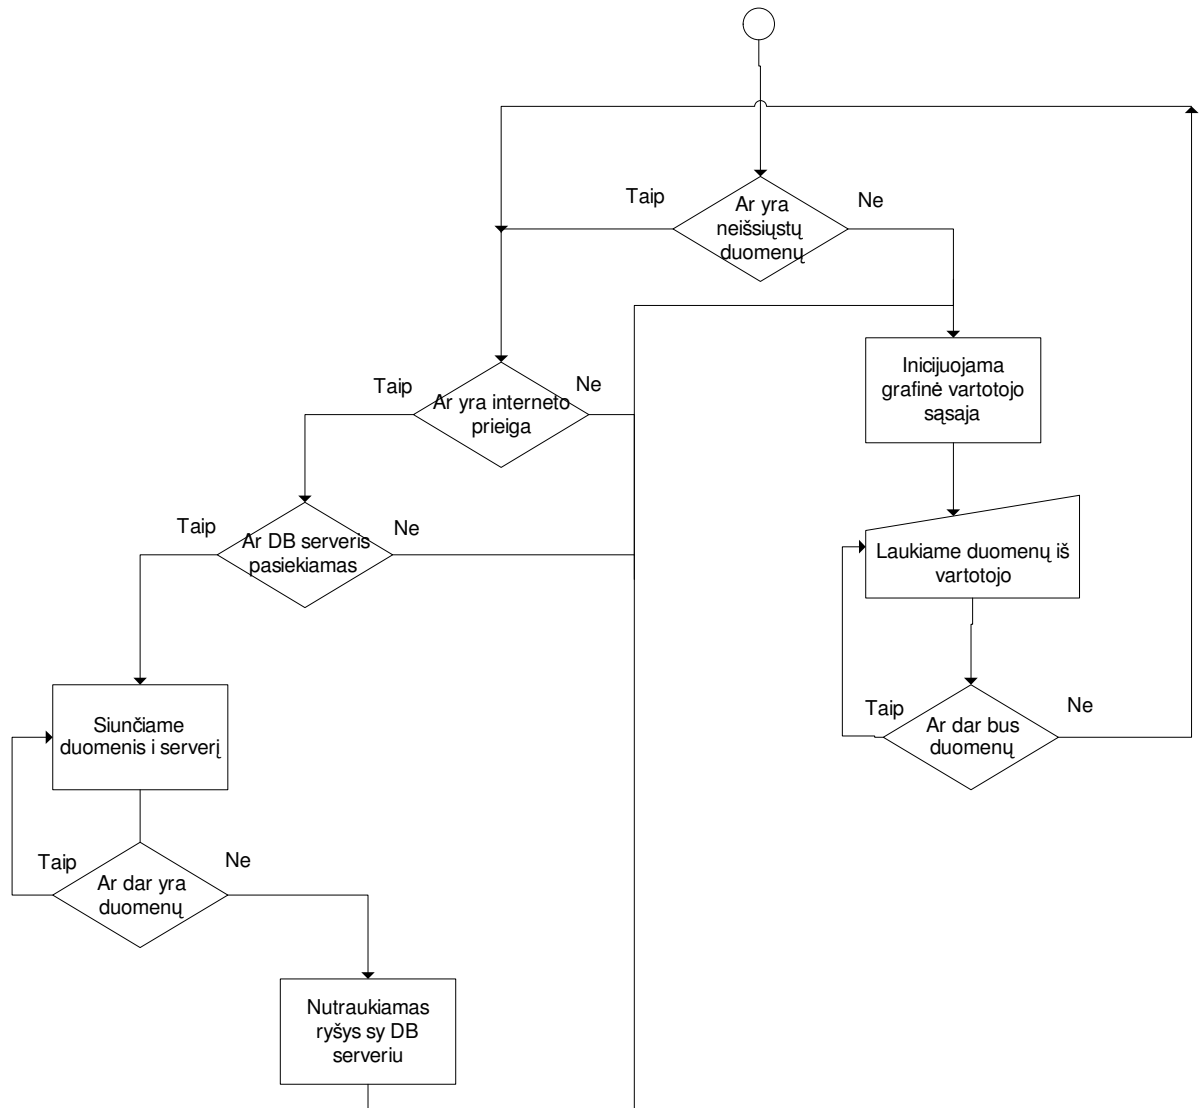 Taip
Ne
Ar yra
neišsiųstų
duomenų
Taip
Ne
Ar yra interneto
prieiga
Inicijuojama
grafinė vartotojo
sąsaja
Taip
Ne
Ar DB serveris
pasiekiamas
Laukiame duomenų iš
vartotojo
Siunčiame
duomenis i serverį
Taip
Ne
Ar dar bus
duomenų
Taip
Ne
Ar dar yra
duomenų
Nutraukiamas
ryšys sy DB
serveriu